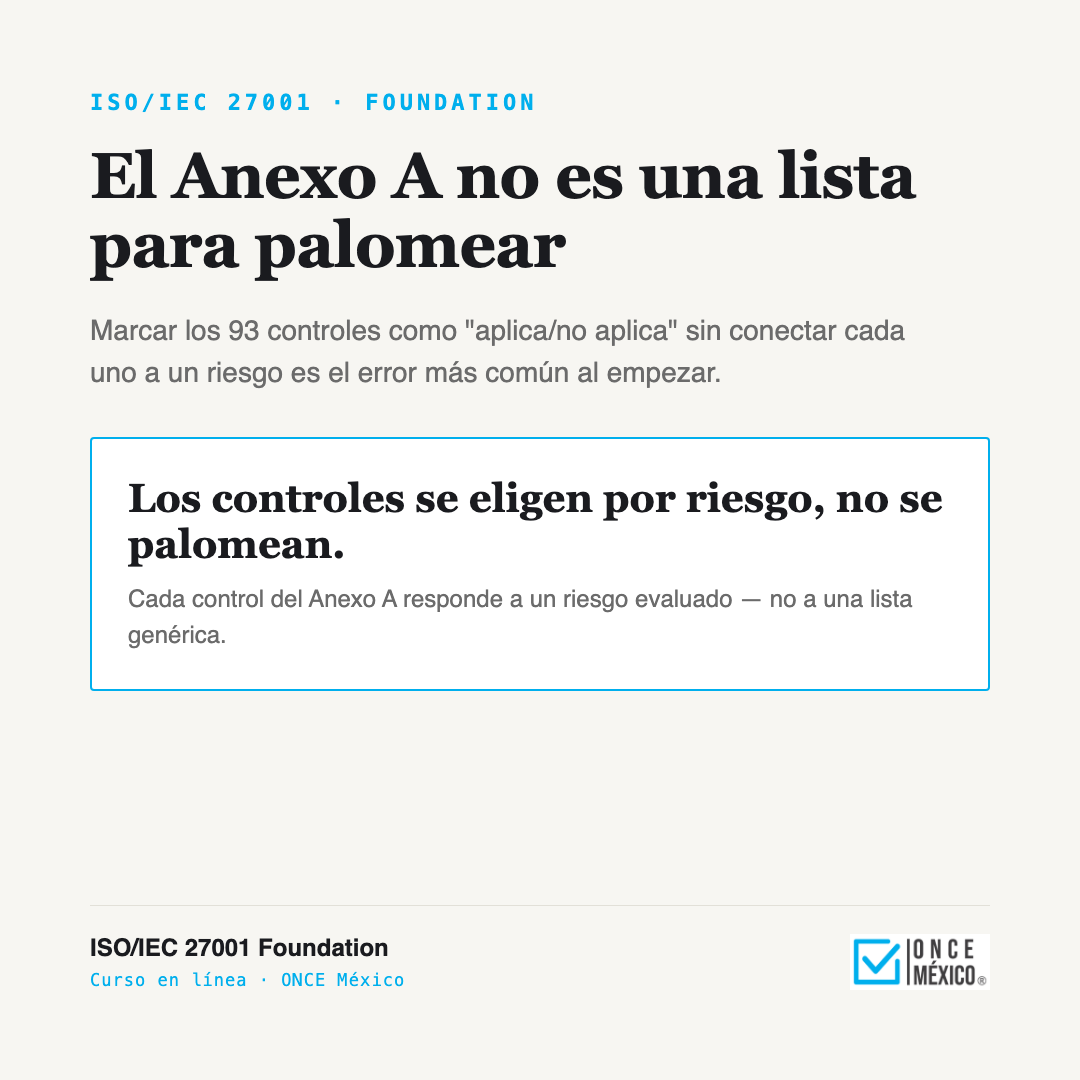 ISO/IEC 27001 · FOUNDATION
El Anexo A no es una lista
para palomear
Marcar los 93 controles como "aplica/no aplica" sin conectar cada
uno a un riesgo es el error más común al empezar.
Los controles se eligen por riesgo, no se
palomean.
Cada control del Anexo A responde a un riesgo evaluado — no a una lista
genérica.
ISO/IEC 27001 Foundation
Curso en línea · ONCE México
ONCE
MÉXICO®